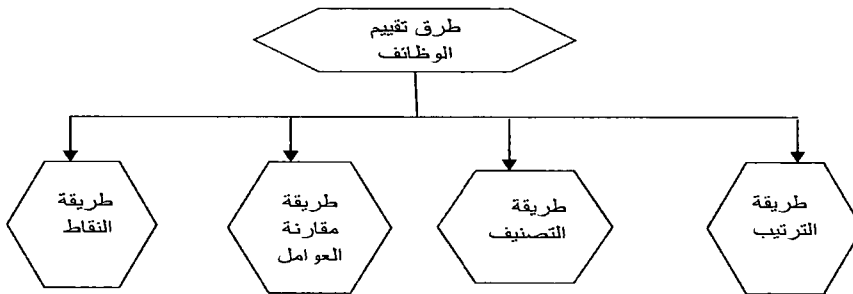 طرق تقييم
الوظائف
طريقة
الترتيب
طريقة
التصنيف
طريقة
مقارنة
العوامل
طريقة
النقاط